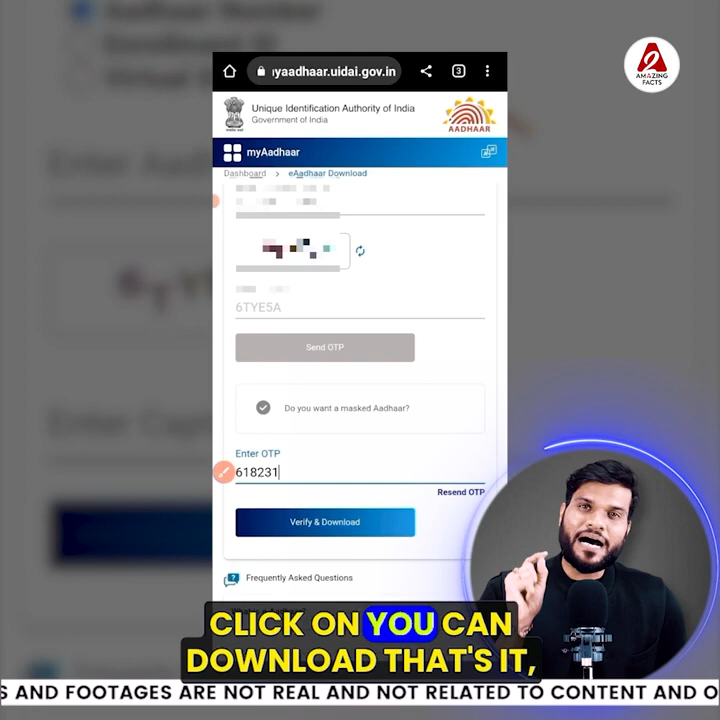 A2
AMAZING
FACTS
yaadhaar.uidai.gov.in
3
Unique Identification Authority of India
Government of India
AADHAAR
myAadhaar
Dashboard > eAadhaar Download
6TYE5A
Send OTP
Do you want a masked Aadhaar?
Enter OTP
618231
Resend OTP
Verify & Download
Frequently Asked Questions
CLICK ON YOU CAN
DOWNLOAD THAT'S IT,
S AND FOOTAGES ARE NOT REAL AND NOT RELATED TO CONTENT AND O